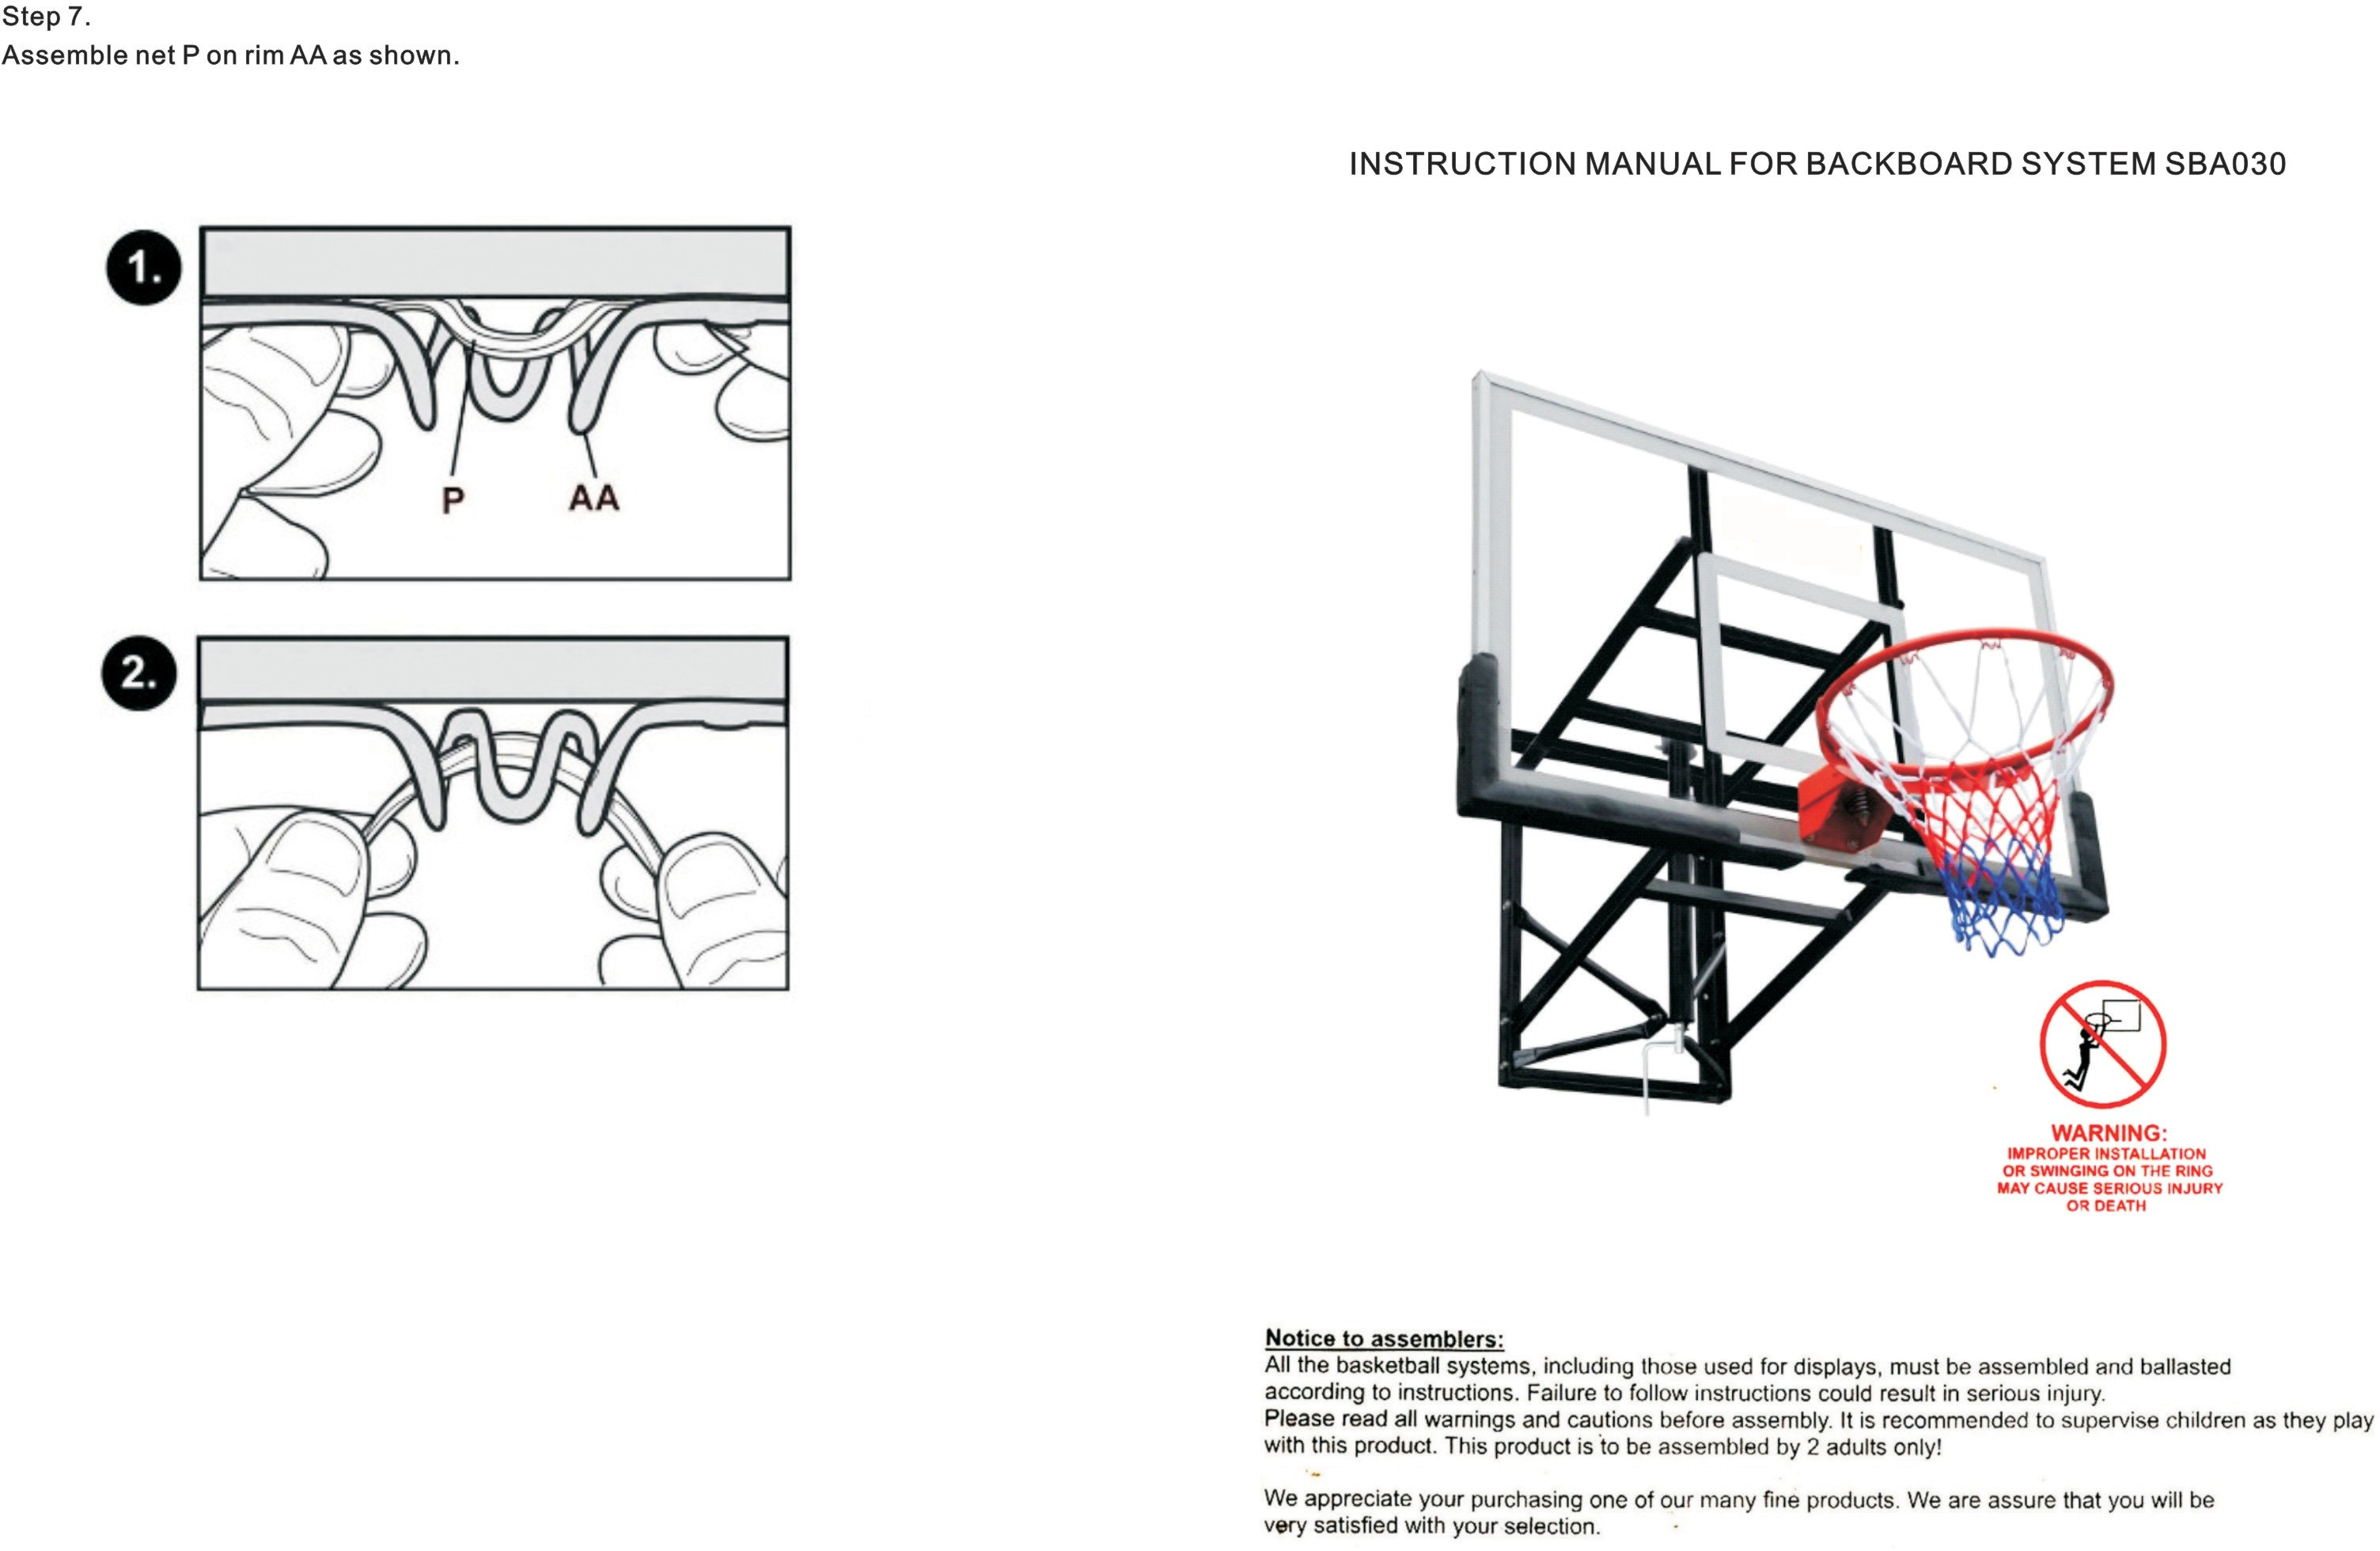 Step 7.
Assemble net P on rim AA as shown.
1.
P
AA
2.
INSTRUCTION MANUAL FOR BACKBOARD SYSTEM SBA030
WARNING:
IMPROPER INSTALLATION
OR SWINGING ON THE RING
MAY CAUSE SERIOUS INJURY
OR DEATH
Notice to assemblers:
All the basketball systems, including those used for displays, must be assembled and ballasted
according to instructions. Failure to follow instructions could result in serious injury.
Please read all warnings and cautions before assembly. It is recommended to supervise children as they play
with this product. This product is to be assembled by 2 adults only!
We appreciate your purchasing one of our many fine products. We are assure that you will be
very satisfied with your selection.